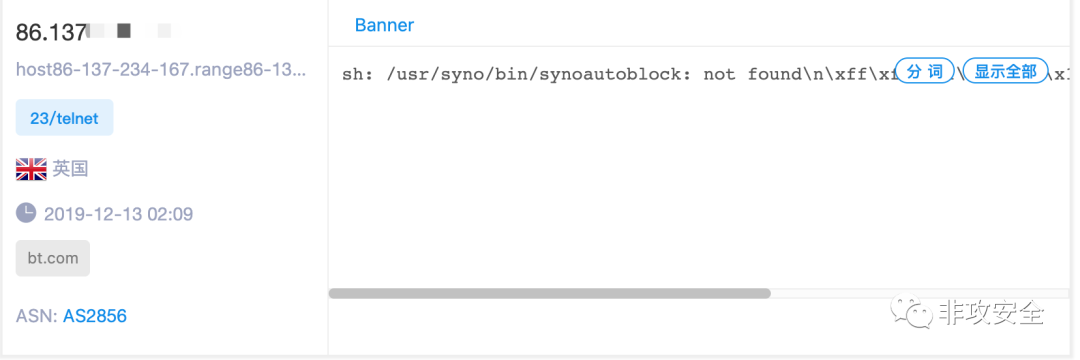 86.137
Banner
host86-137-234-167.range86-13...
sh: /usr/syno/bin/synoautoblock: not found\n\xff\x
分 词
显示全部
23/telnet
英国
2019-12-13 02:09
bt.com
ASN: AS2856
非攻安全